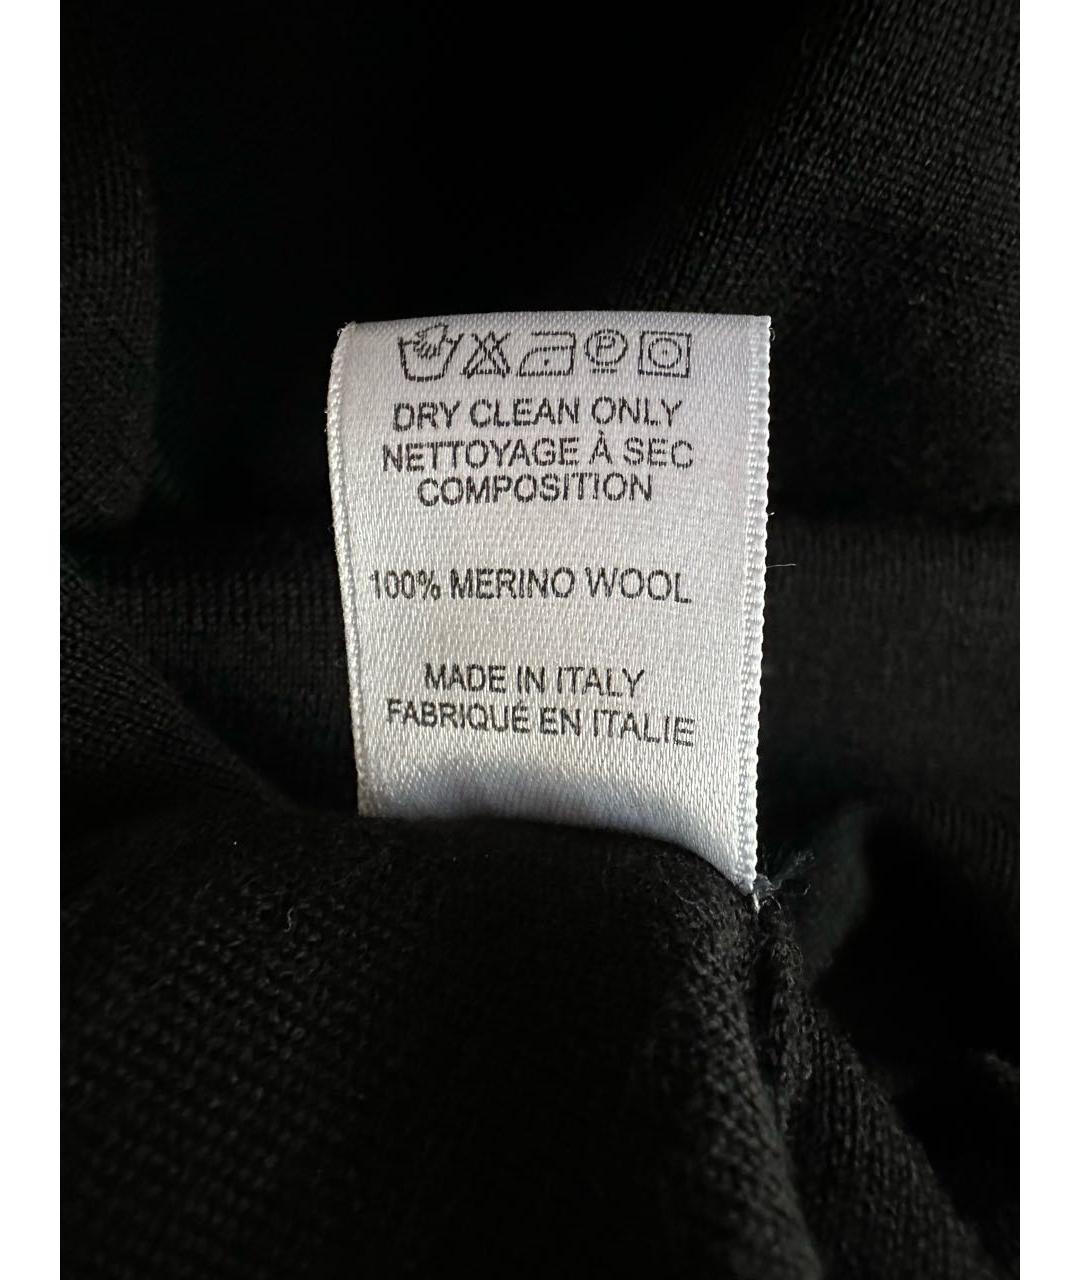 DRY CLEAN ONLY
NETTOYAGE À SEC
COMPOSITION
100% MERINO WOOL
MADE IN ITALY
FABRIQUÉ EN ITALIE